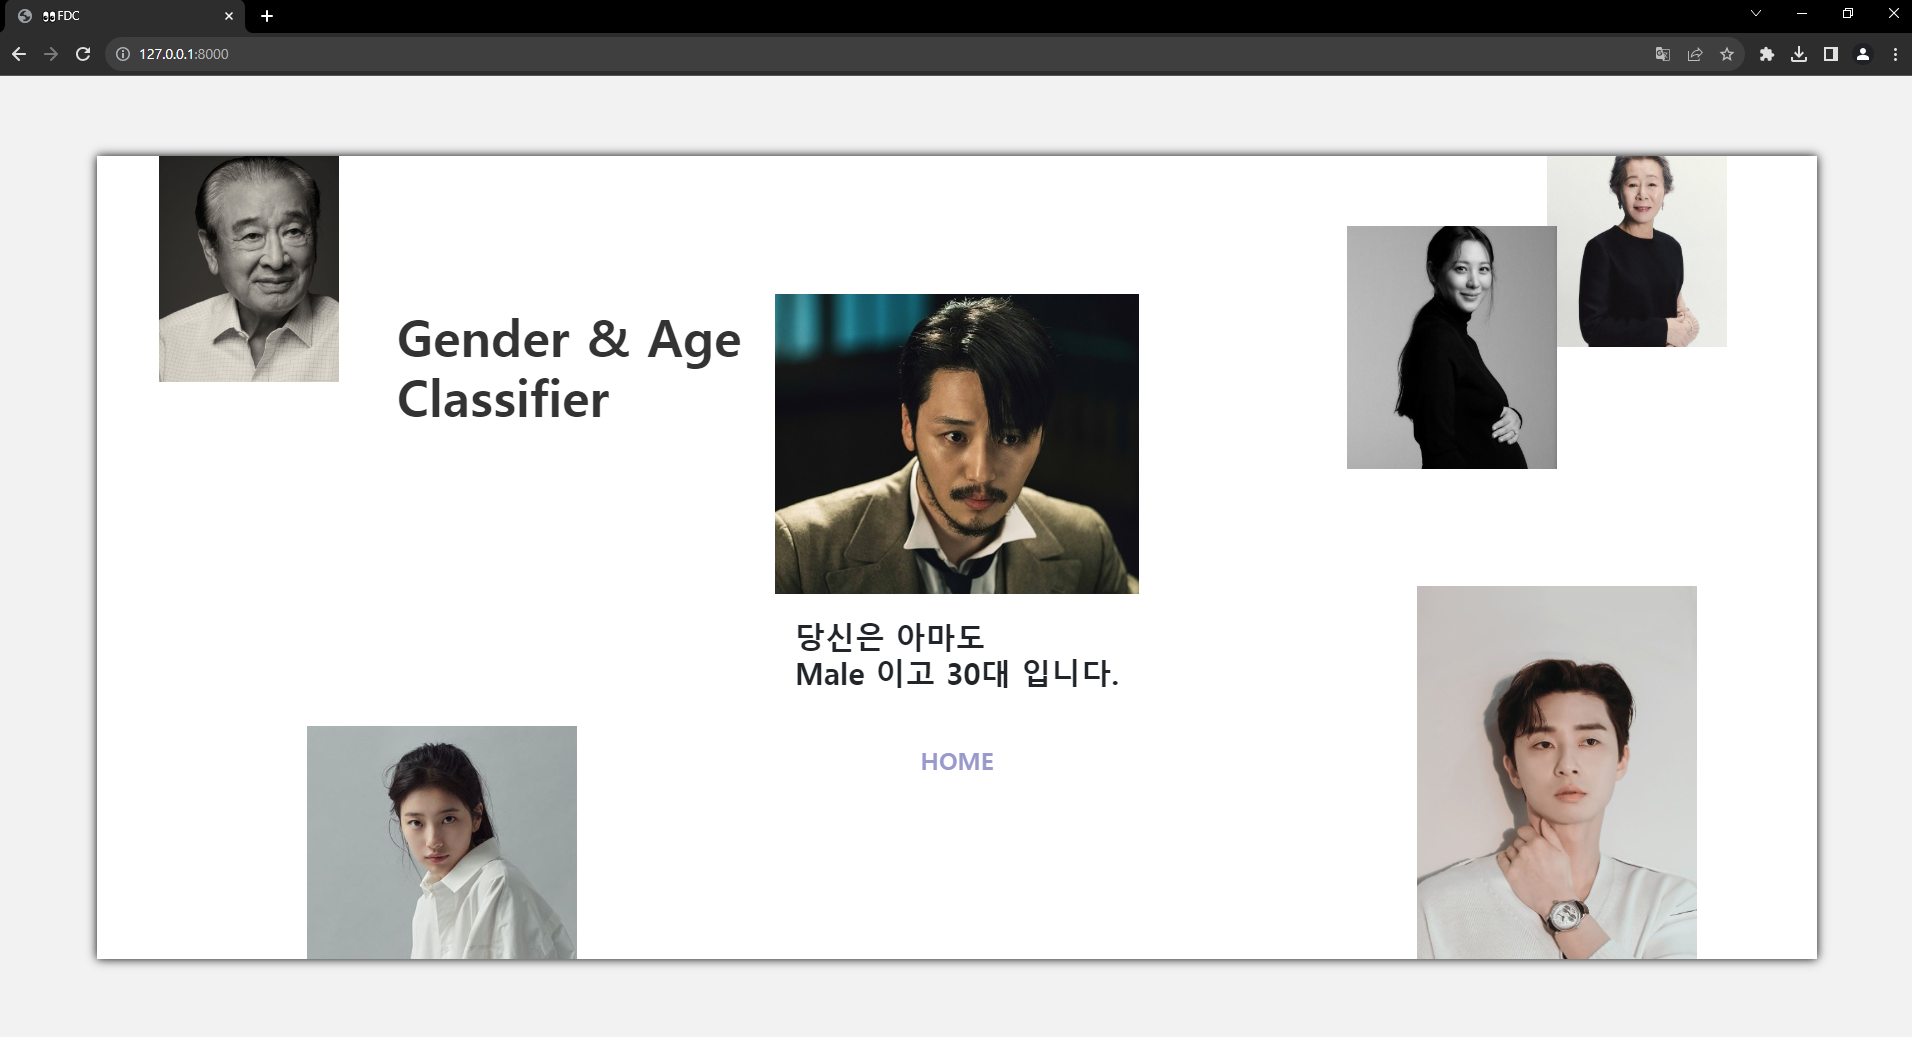 👀FDC
127.0.0.1:8000
Gender & Age
Classifier
당신은 아마도
Male 이고 30대 입니다.
HOME